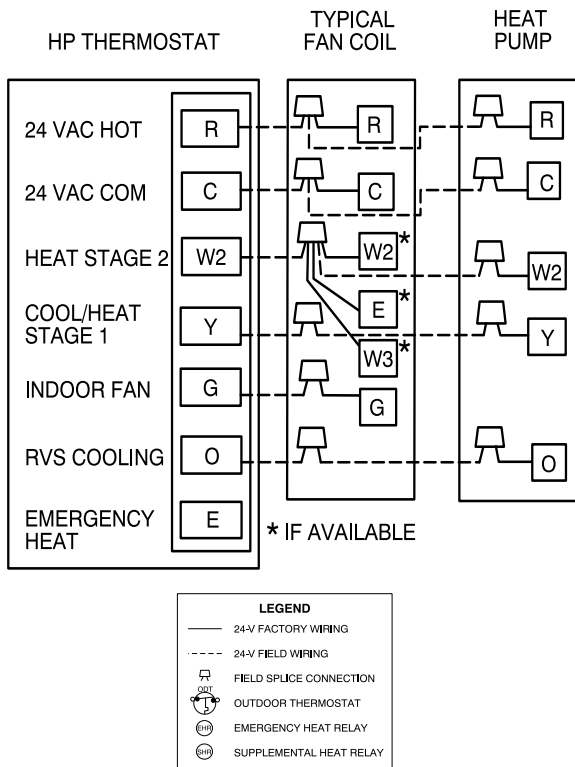 HP THERMOSTAT
TYPICAL
FAN COIL
HEAT
PUMP
24 VAC HOT
R
R
R
24 VAC COM
C
C
C
HEAT STAGE 2
W2
W2
*
W2
E
*
COOL/HEAT
STAGE 1
Y
Y
W3
*
INDOOR FAN
G
G
RVS COOLING
O
O
EMERGENCY
HEAT
E
* IF AVAILABLE
LEGEND
24-V FACTORY WIRING
24-V FIELD WIRING
FIELD SPLICE CONNECTION
ODT
OUTDOOR THERMOSTAT
EHR
EMERGENCY HEAT RELAY
SHR
SUPPLEMENTAL HEAT RELAY